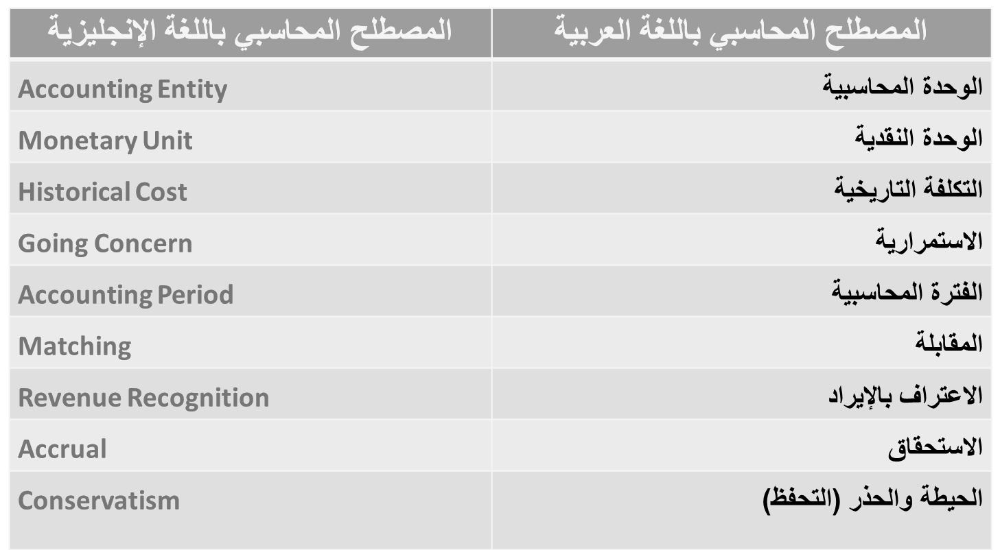 المصطلح المحاسبي باللغة العربية
المصطلح المحاسبي باللغة الإنجليزية
الوحدة المحاسبية
Accounting Entity
الوحدة النقدية
Monetary Unit
التكلفة التاريخية
Historical Cost
الاستمرارية
Going Concern
الفترة المحاسبية
Accounting Period
المقابلة
Matching
الاعتراف بالإيراد
Revenue Recognition
الاستحقاق
Accrual
الحيطة والحذر (التحفظ)
Conservatism